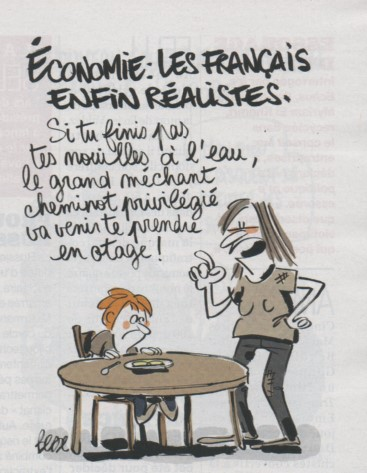 ÉCONOMIE: LES FRANÇAIS
ENFIN RÉALISTES.
Si tu finis pas
tes nouilles à l'eau,
le grand méchant
cheminot privilégié
va venir te prendre
en otage !